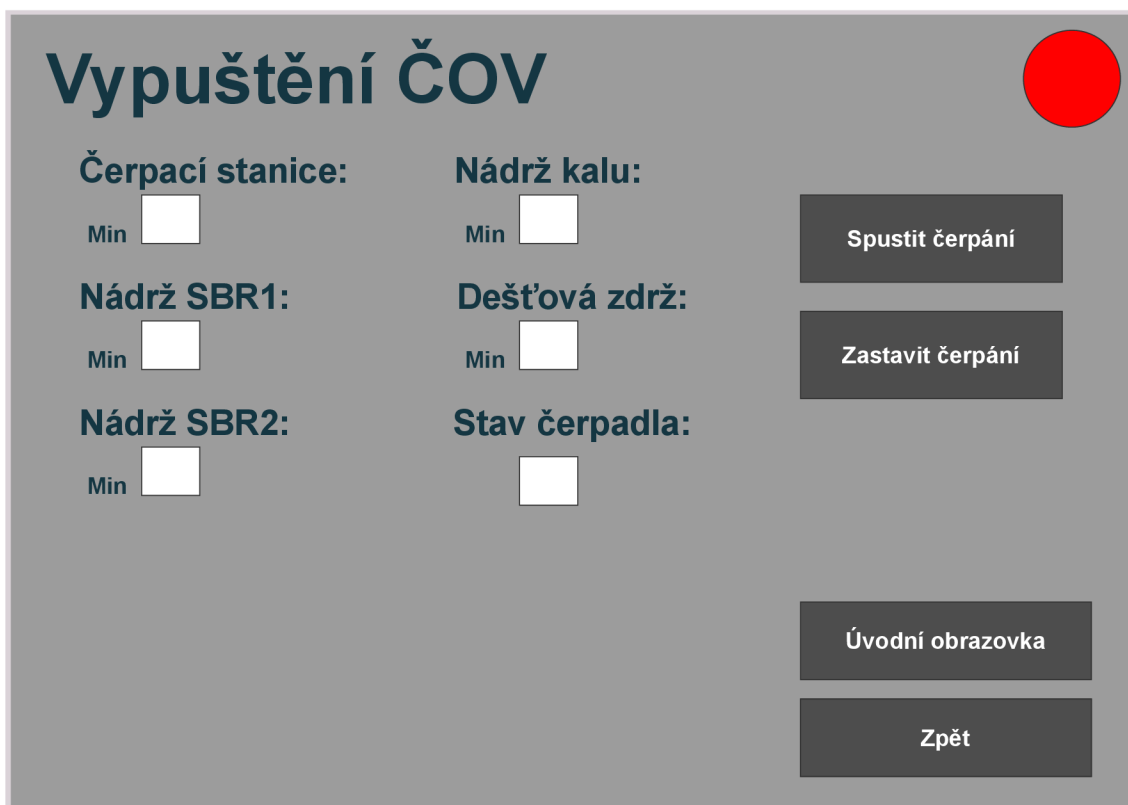 Vypuštění ČOV
Čerpací stanice:
Min
Nádrž kalu:
Min
Nádrž SBR1:
Min
Dešťová zdrž:
Min
Nádrž SBR2:
Min
Stav čerpadla:
Spustit čerpání
Zastavit čerpání
Úvodní obrazovka
Zpět